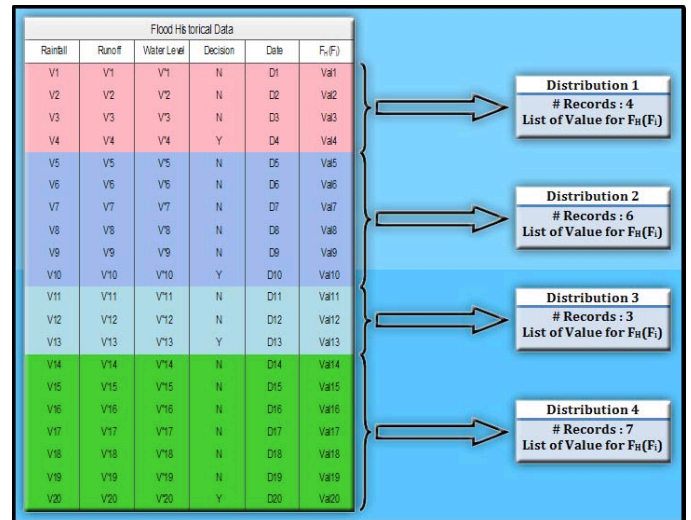 Flood His torical Data
Rainfall Runoff Water Level Decision Date FH(Fi)
V1 V'1 V"1 N D1 Val1
V2 V'2 V"2 N D2 Val2
V3 V'3 V"3 N D3 Val3
V4 V'4 V"4 Y D4 Val4
V5 V'5 V"5 N D5 Val5
V6 V'6 V"6 N D6 Val6
V7 V'7 V"7 N D7 Val7
V8 V'8 V"8 N D8 Val8
V9 V'9 V"9 N D9 Val9
V10 V'10 V"10 Y D10 Val10
V11 V'11 V"11 N D11 Val11
V12 V'12 V"12 N D12 Val12
V13 V'13 V"13 Y D13 Val13
V14 V'14 V"14 N D14 Val14
V15 V'15 V"15 N D15 Val15
V16 V'16 V"16 N D16 Val16
V17 V'17 V"17 N D17 Val17
V18 V'18 V"18 N D18 Val18
V19 V'19 V"19 N D19 Val19
V20 V'20 V"20 Y D20 Val20
Distribution 1
# Records : 4
List of Value for FH(Fi)
Distribution 2
# Records : 6
List of Value for FH(Fi)
Distribution 3
# Records : 3
List of Value for FH(Fi)
Distribution 4
# Records : 7
List of Value for FH(Fi)